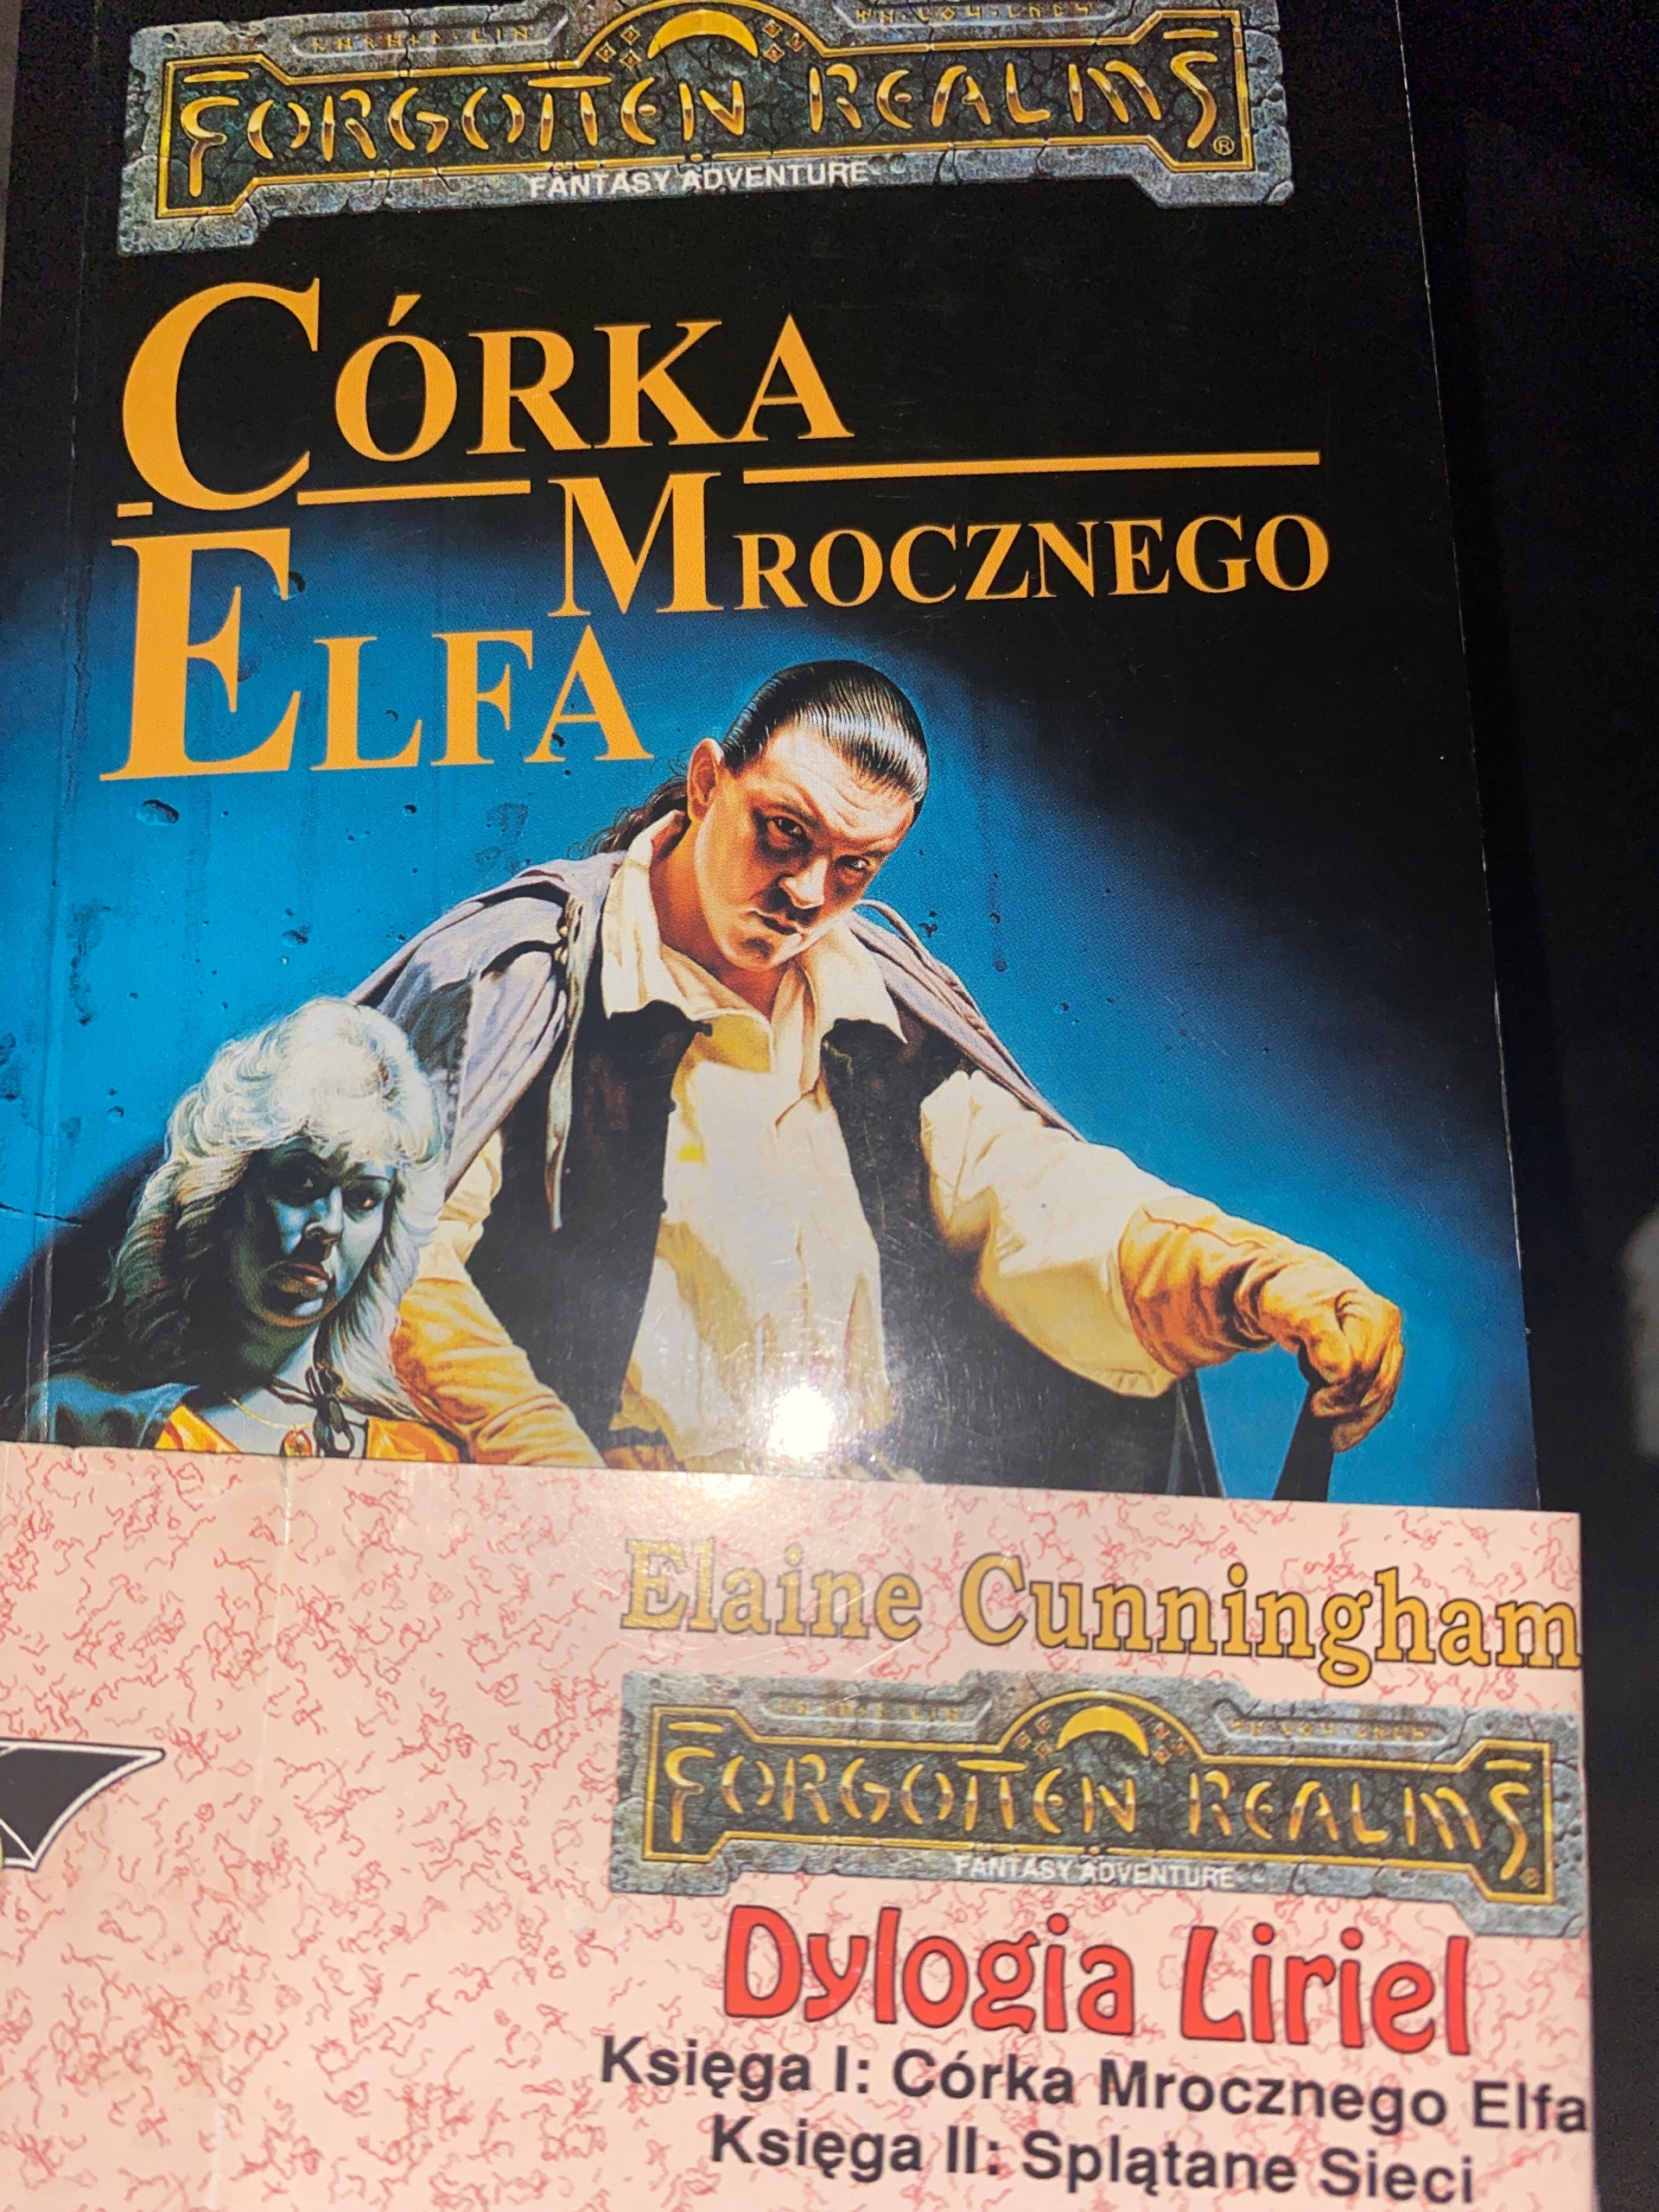 FORGOTTEN REALMS®
FANTASY ADVENTURE
CÓRKA
MROCZNEGO
ELFA
Elaine Cunningham
FORGOTTEN REALMS®
FANTASY ADVENTURE
Dylogia Liriel
Księga I: Córka Mrocznego Elfa
Księga II: Splątane Sieci